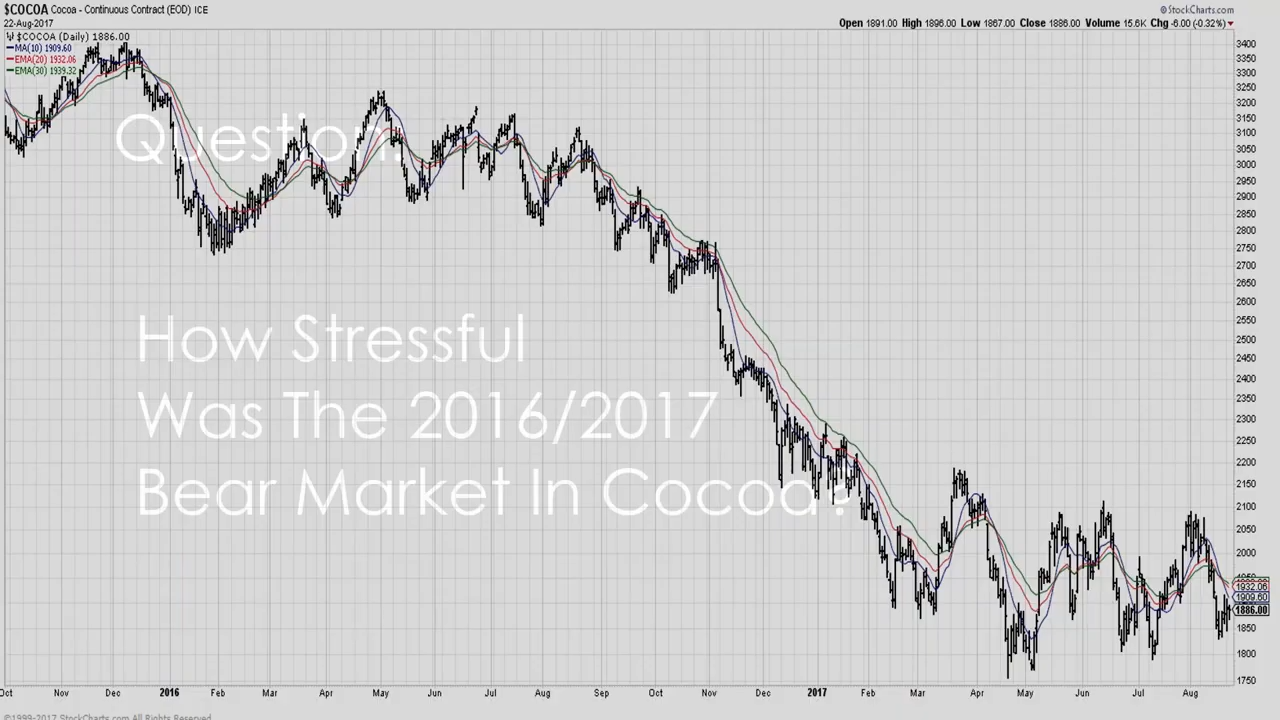 $COCOA Cocoa - Continuous Contract (EOD) ICE
© StockCharts.com
22-Aug-2017
Open 1891.00 High 1896.00 Low 1867.00 Close 1886.00 Volume 15.6K Chg -6.00 (-0.32%)
$COCOA (Daily) 1886.00
MA(10) 1909.60
EMA(20) 1932.06
EMA(30) 1939.32
Question:
How Stressful
Was The 2016/2017
Bear Market In Cocoa?
3400
3350
3300
3250
3200
3150
3100
3050
3000
2950
2900
2850
2800
2750
2700
2650
2600
2550
2500
2450
2400
2350
2300
2250
2200
2150
2100
2050
2000
1932.06
1909.60
1886.00
1850
1800
1750
Oct Nov Dec 2016 Feb Mar Apr May Jun Jul Aug Sep Oct Nov Dec 2017 Feb Mar Apr May Jun Jul Aug
©1999-2017 StockCharts.com All Rights Reserved